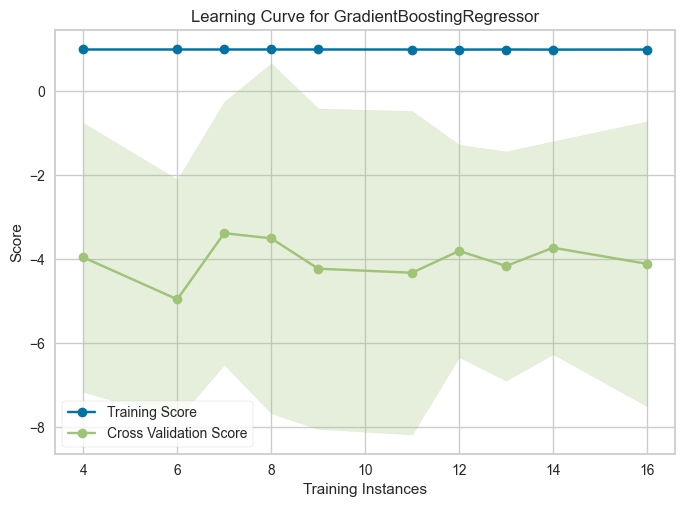 Learning Curve for GradientBoostingRegressor
Score
0
−2
−4
−6
−8
Training Score
Cross Validation Score
4 6 8 10 12 14 16
Training Instances